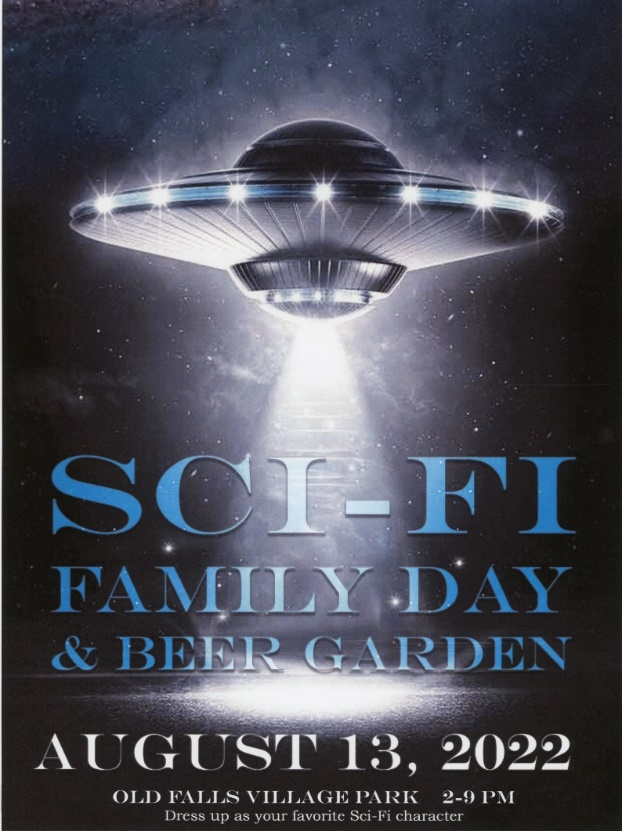 SCI-FI
FAMILY DAY
& BEER GARDEN
AUGUST 13, 2022
OLD FALLS VILLAGE PARK 2-9 PM
Dress up as your favorite Sci-Fi character